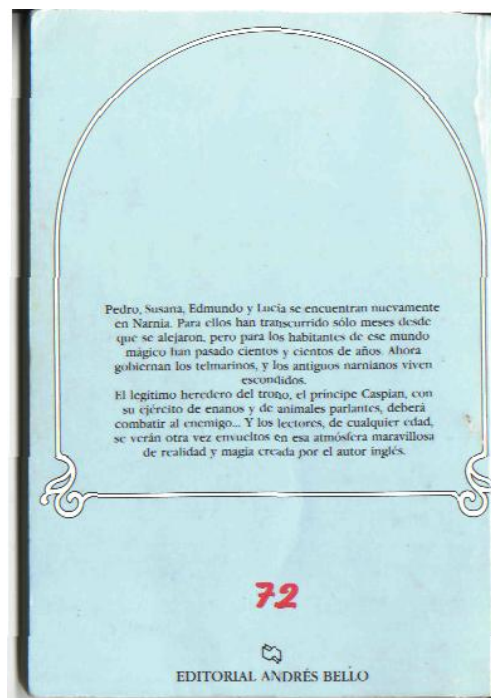 Pedro, Susana, Edmundo y Lucía se encuentran nuevamente
en Narnia. Para ellos han transcurrido sólo meses desde
que se alejaron, pero para los habitantes de ese mundo
mágico han pasado cientos y cientos de años. Ahora
gobiernan los telmarinos, y los antiguos narnianos viven
escondidos.
El legítimo heredero del trono, el príncipe Caspian, con
su ejército de enanos y de animales parlantes, deberá
combatir al enemigo... Y los lectores, de cualquier edad,
se verán otra vez envueltos en esa atmósfera maravillosa
de realidad y magia creada por el autor inglés.
72
EDITORIAL ANDRÉS BELLO